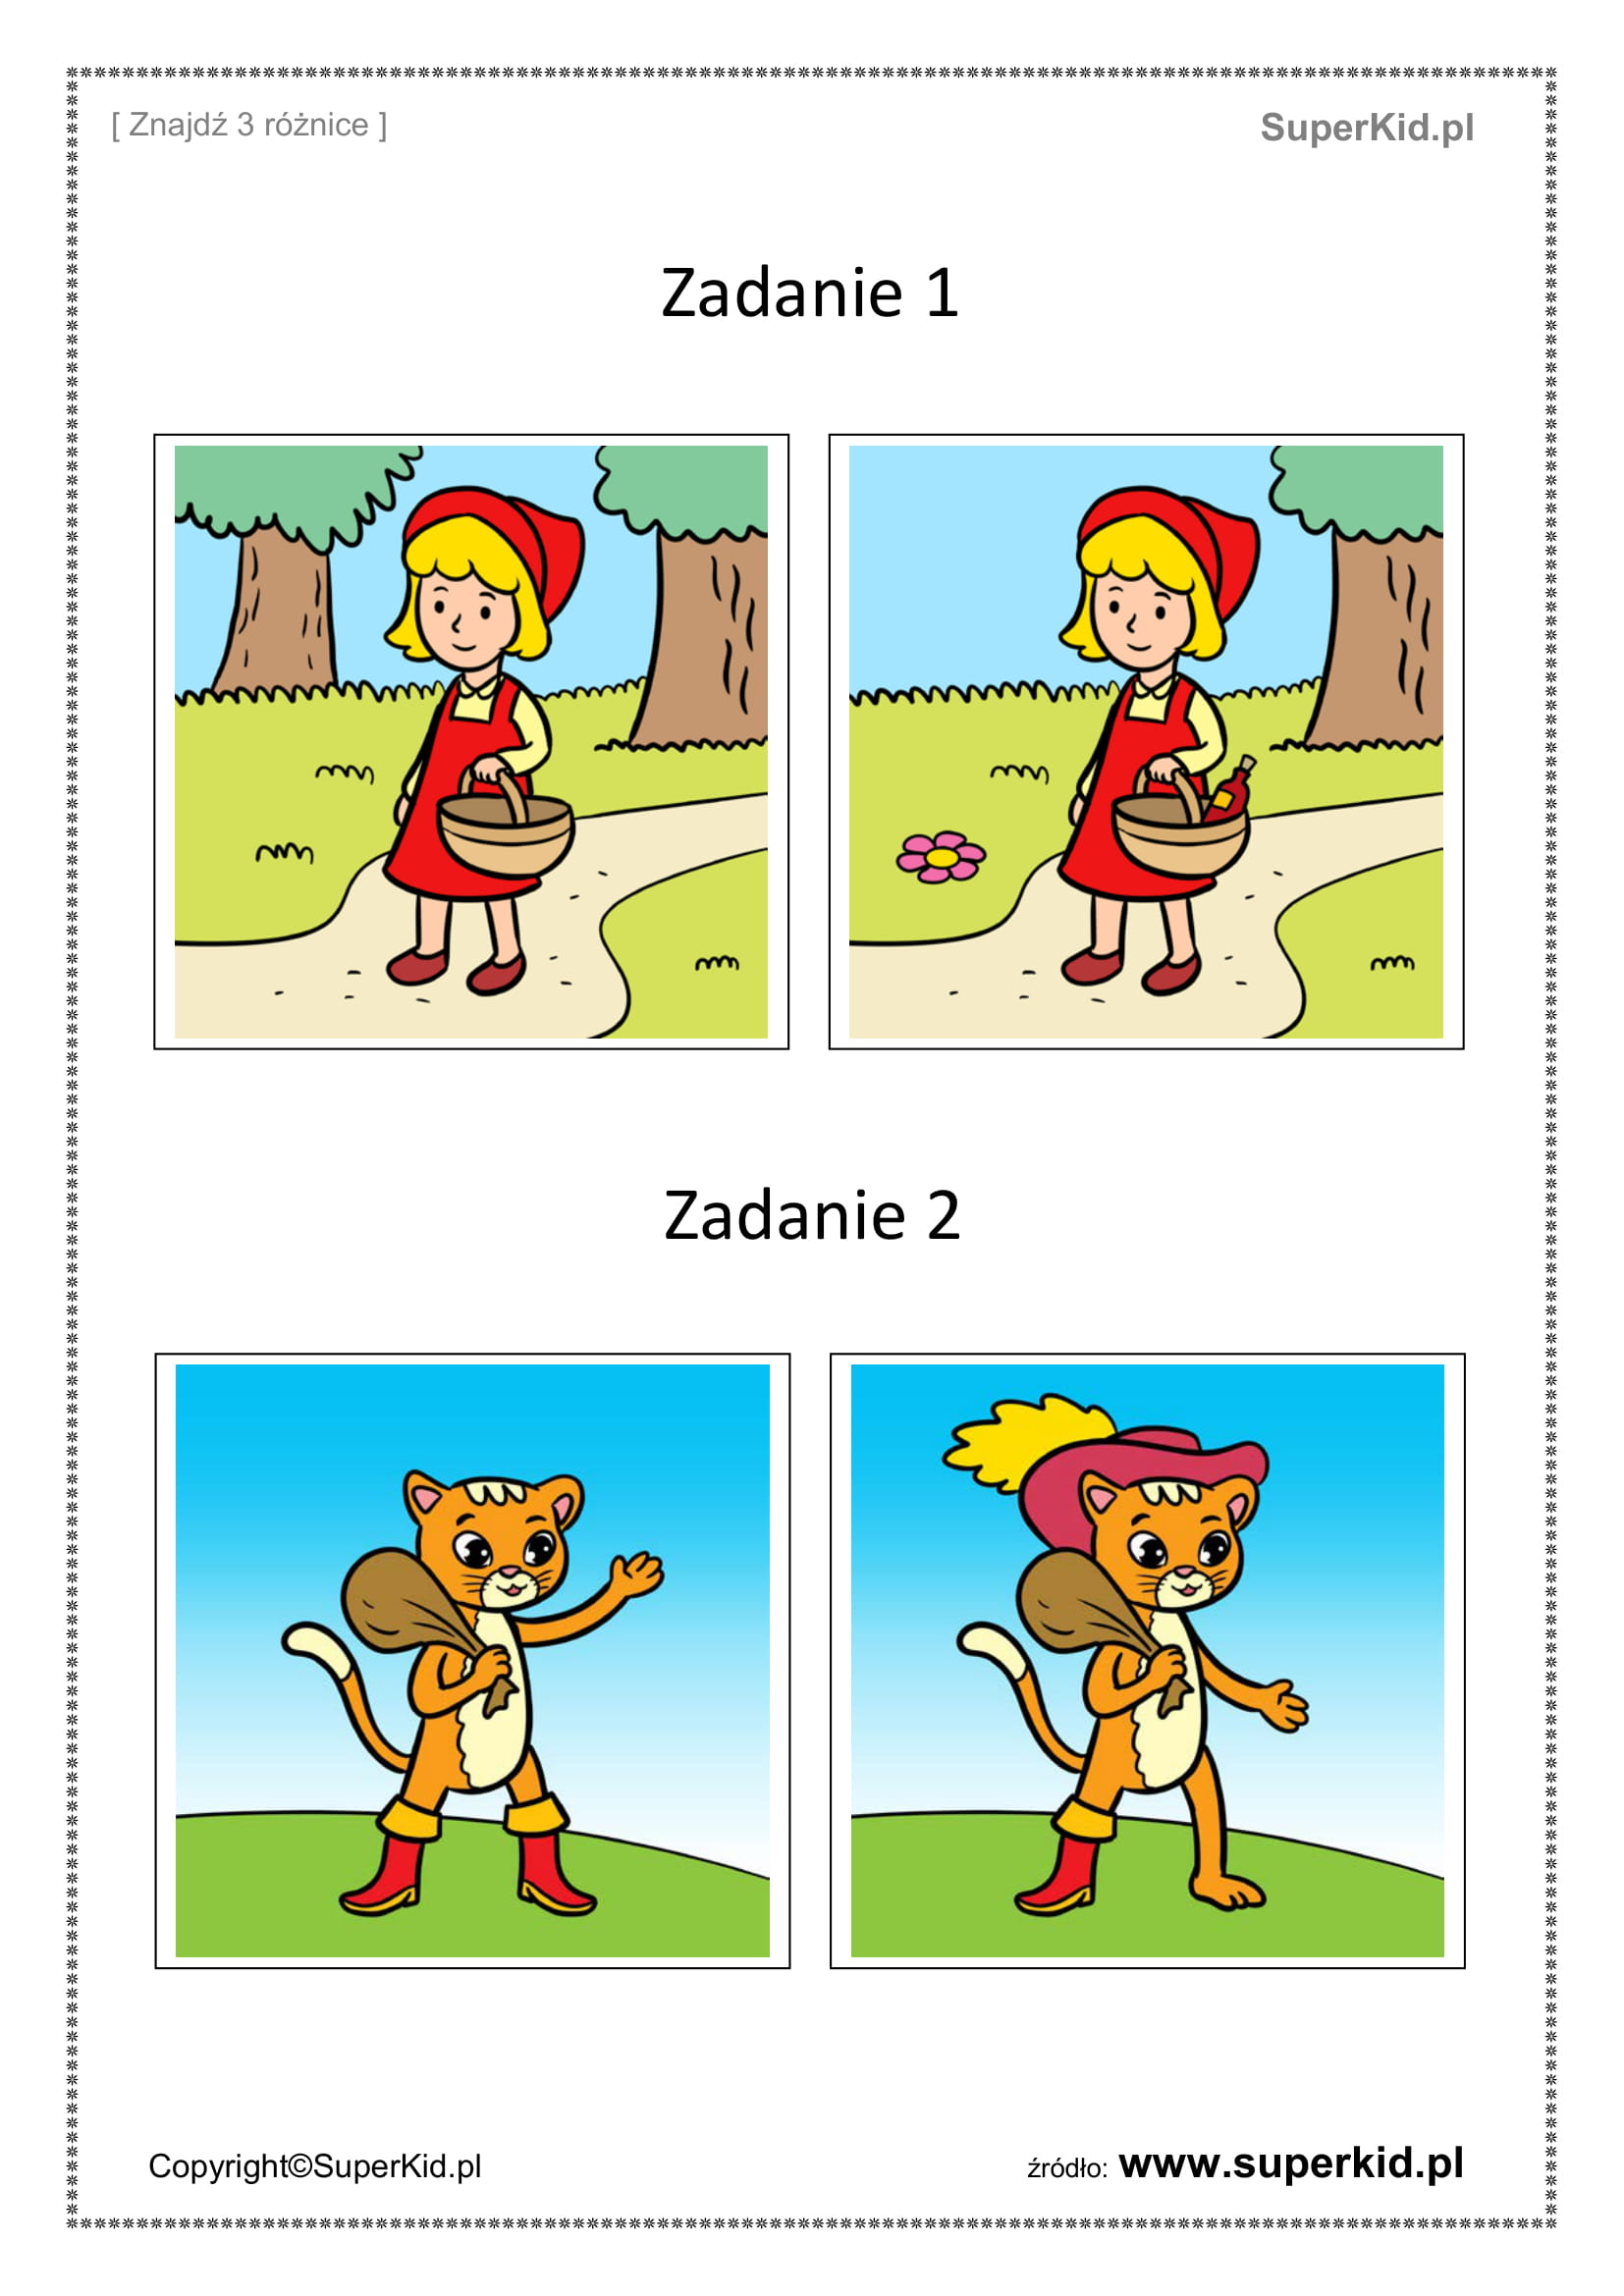 [ Znajdź 3 różnice ]
SuperKid.pl
Zadanie 1
Zadanie 2
Copyright©SuperKid.pl
źródło: www.superkid.pl